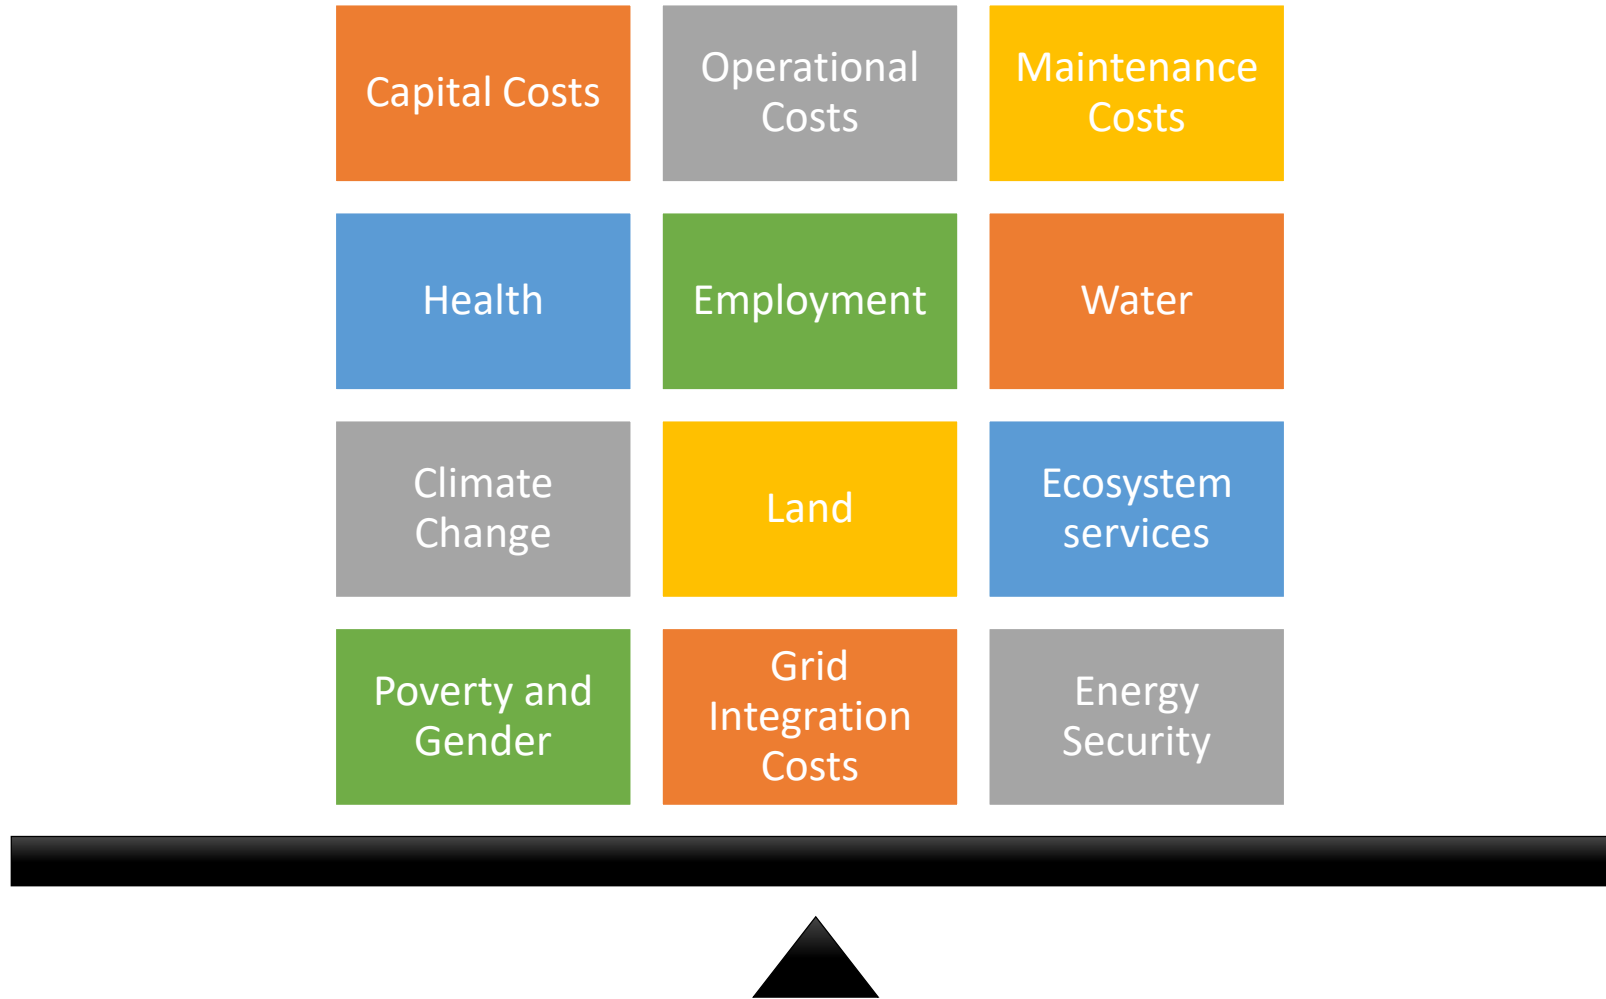 Capital Costs
Operational
Costs
Maintenance
Costs
Health
Employment
Water
Climate
Change
Land
Ecosystem
services
Poverty and
Gender
Grid
Integration
Costs
Energy
Security